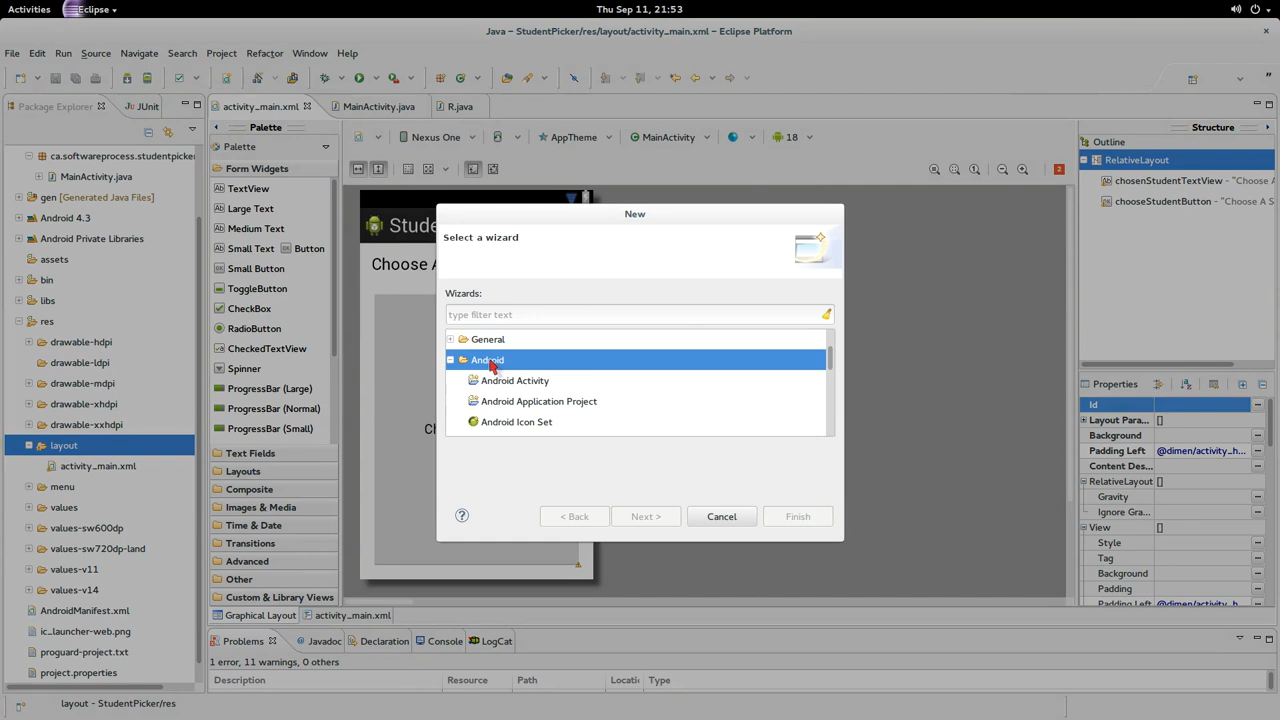 Activities
Eclipse
Thu Sep 11, 21:53
Java – StudentPicker/res/layout/activity_main.xml – Eclipse Platform
File Edit Run Source Navigate Search Project Refactor Window Help
Package Explorer
JUnit
activity_main.xml
MainActivity.java
R.java
Structure
Palette
Palette
Nexus One
AppTheme
MainActivity
18
Outline
ca.softwareprocess.studentpicker
MainActivity.java
gen [Generated Java Files]
Android 4.3
Android Private Libraries
assets
bin
libs
res
drawable-hdpi
drawable-ldpi
drawable-mdpi
drawable-xhdpi
drawable-xxhdpi
layout
activity_main.xml
menu
values
values-sw600dp
values-sw720dp-land
values-v11
values-v14
AndroidManifest.xml
ic_launcher-web.png
proguard-project.txt
project.properties
Form Widgets
TextView
Large Text
Medium Text
Small Text Button
Small Button
ToggleButton
CheckBox
RadioButton
CheckedTextView
Spinner
ProgressBar (Large)
ProgressBar (Normal)
ProgressBar (Small)
Text Fields
Layouts
Composite
Images & Media
Time & Date
Transitions
Advanced
Other
Custom & Library Views
2
Stude
Choose A
Ch
New
Select a wizard
Wizards:
type filter text
General
Android
Android Activity
Android Application Project
Android Icon Set
?
< Back
Next >
Cancel
Finish
RelativeLayout
chosenStudentTextView - "Choose A
chooseStudentButton - "Choose A S
Properties
Id
Layout Para... []
Background
Padding Left @dimen/activity_h...
Content Des...
RelativeLayout []
Gravity
Ignore Gra...
View []
Style
Tag
Background
Padding
Padding Left @dimen/activity_h...
Graphical Layout
activity_main.xml
Problems
Javadoc
Declaration
Console
LogCat
1 error, 11 warnings, 0 others
Description Resource Path Locatic Type
layout - StudentPicker/res